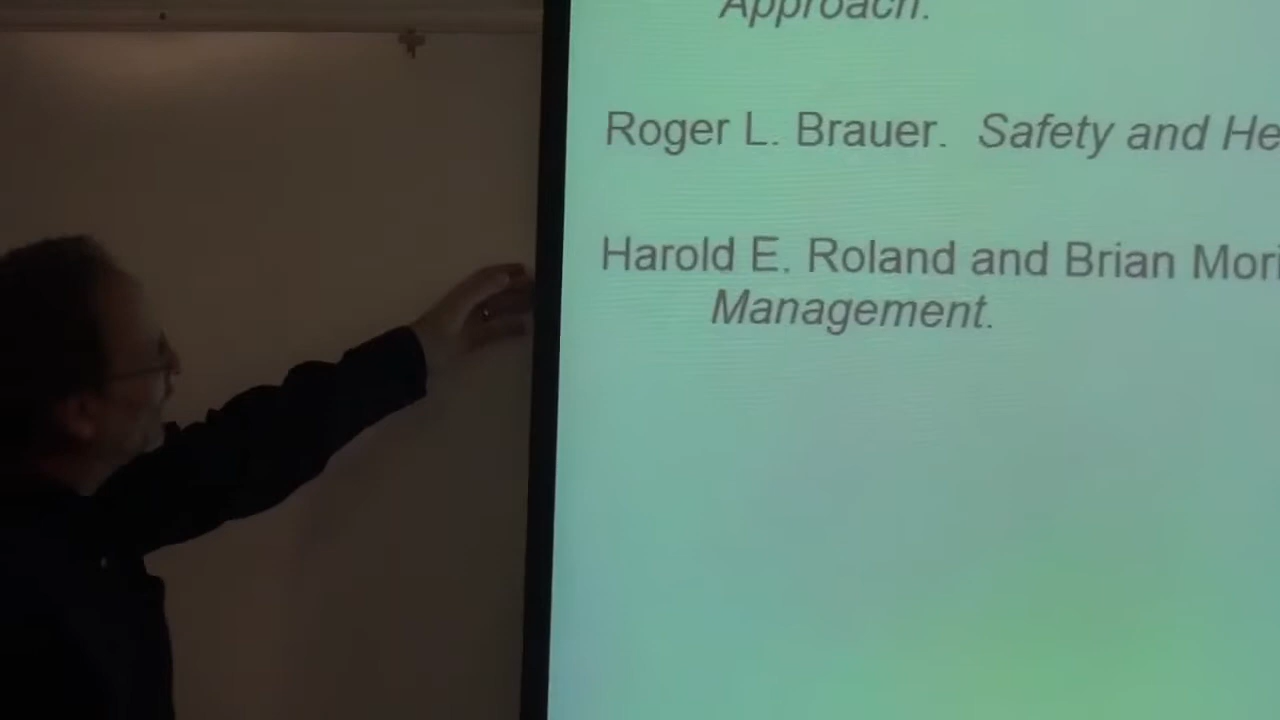 Approach.
Roger L. Brauer. Safety and He
Harold E. Roland and Brian Mori
Management.